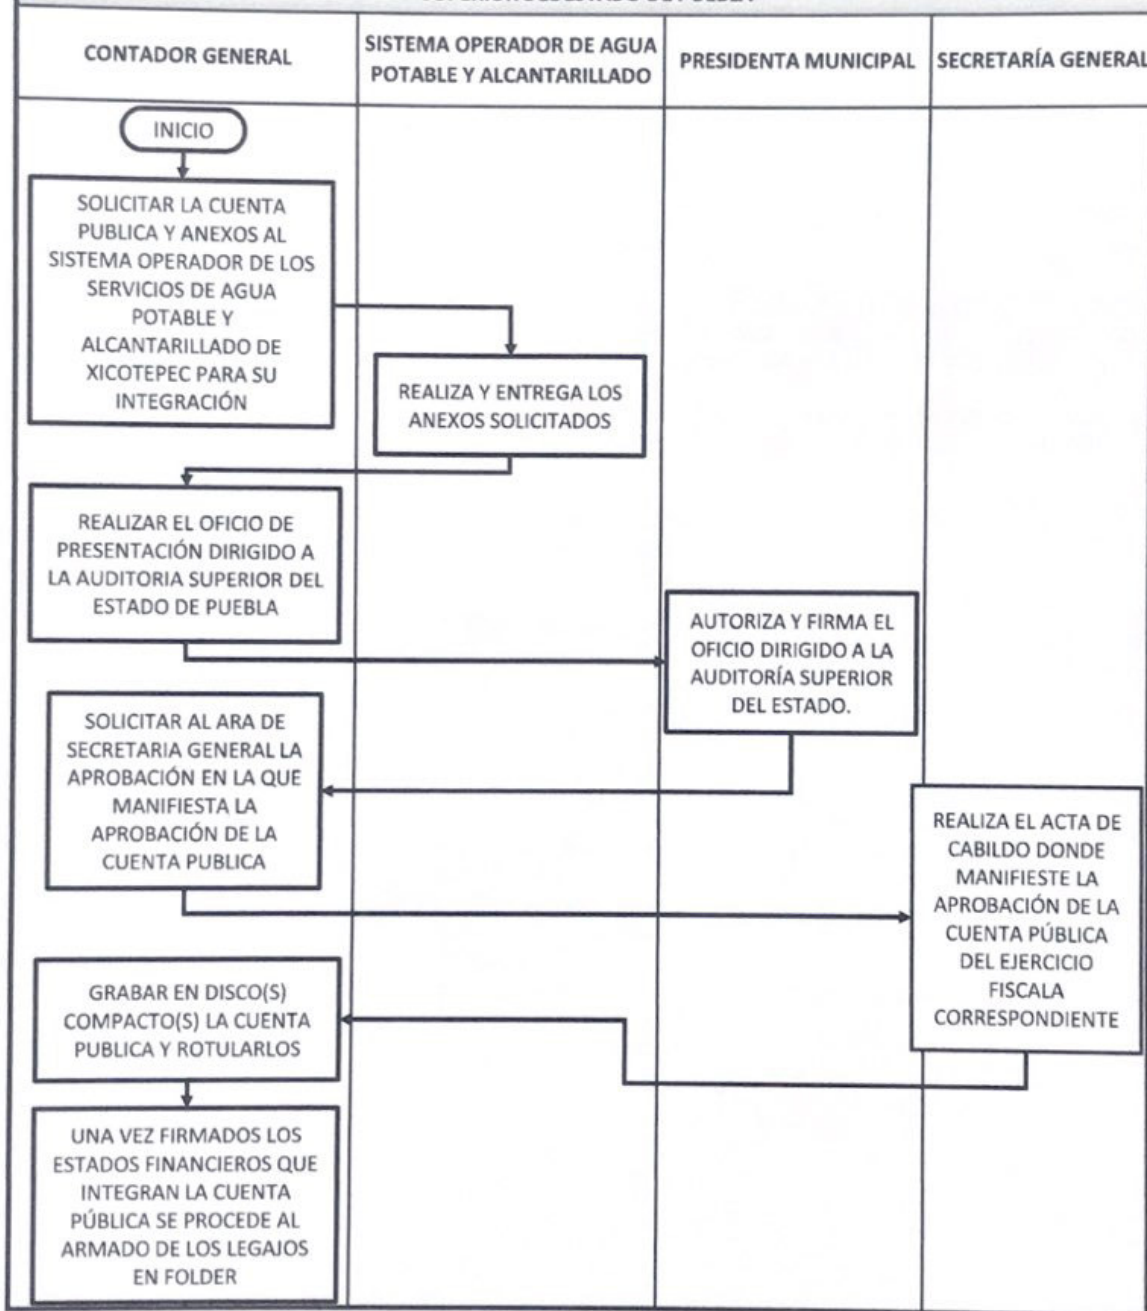 CONTADOR GENERAL
SISTEMA OPERADOR DE AGUA
POTABLE Y ALCANTARILLADO
PRESIDENTA MUNICIPAL
SECRETARÍA GENERAL
INICIO
SOLICITAR LA CUENTA
PUBLICA Y ANEXOS AL
SISTEMA OPERADOR DE LOS
SERVICIOS DE AGUA
POTABLE Y
ALCANTARILLADO DE
XICOTEPEC PARA SU
INTEGRACIÓN
REALIZA Y ENTREGA LOS
ANEXOS SOLICITADOS
REALIZAR EL OFICIO DE
PRESENTACIÓN DIRIGIDO A
LA AUDITORIA SUPERIOR DEL
ESTADO DE PUEBLA
AUTORIZA Y FIRMA EL
OFICIO DIRIGIDO A LA
AUDITORÍA SUPERIOR
DEL ESTADO.
SOLICITAR AL ARA DE
SECRETARIA GENERAL LA
APROBACIÓN EN LA QUE
MANIFIESTA LA
APROBACIÓN DE LA
CUENTA PUBLICA
REALIZA EL ACTA DE
CABILDO DONDE
MANIFIESTE LA
APROBACIÓN DE LA
CUENTA PÚBLICA
DEL EJERCICIO
FISCALA
CORRESPONDIENTE
GRABAR EN DISCO(S)
COMPACTO(S) LA CUENTA
PUBLICA Y ROTULARLOS
UNA VEZ FIRMADOS LOS
ESTADOS FINANCIEROS QUE
INTEGRAN LA CUENTA
PÚBLICA SE PROCEDE AL
ARMADO DE LOS LEGAJOS
EN FOLDER